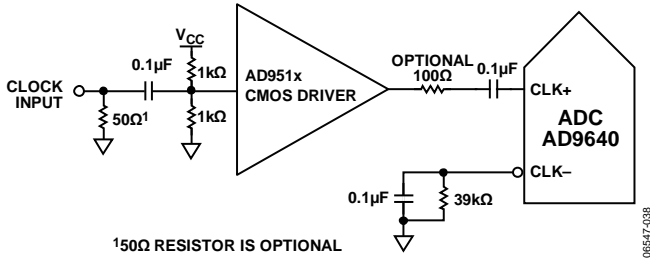 V_CC
0.1µF
1kΩ
CLOCK
INPUT
50Ω¹
1kΩ
AD951x
CMOS DRIVER
OPTIONAL
100Ω
0.1µF
CLK+
ADC
AD9640
CLK–
0.1µF
39kΩ
¹50Ω RESISTOR IS OPTIONAL
06547-038